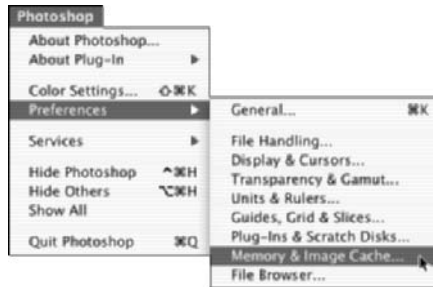 Photoshop
About Photoshop...
About Plug-In
Color Settings... ⇧⌘K
Preferences
Services
Hide Photoshop ^⌘H
Hide Others ⌥⌘H
Show All
Quit Photoshop ⌘Q
General... ⌘K
File Handling...
Display & Cursors...
Transparency & Gamut...
Units & Rulers...
Guides, Grid & Slices...
Plug-Ins & Scratch Disks...
Memory & Image Cache...
File Browser...